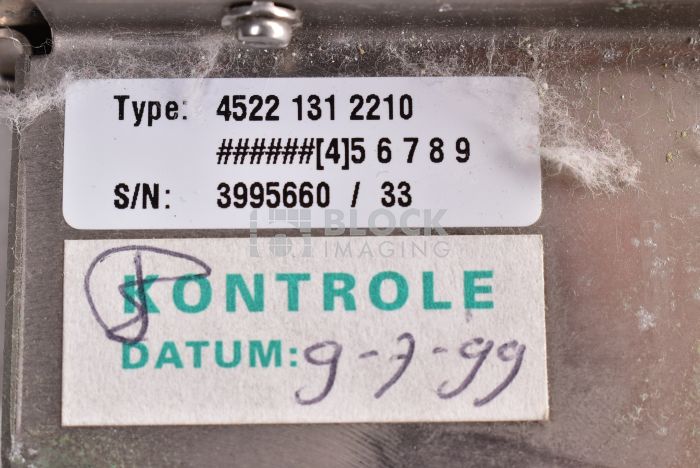 Type: 4522 131 2210
######[4]5 6 7 8 9
S/N: 3995660 / 33
BLOCK
IMAGING
KONTROLE
DATUM: 9-7-99